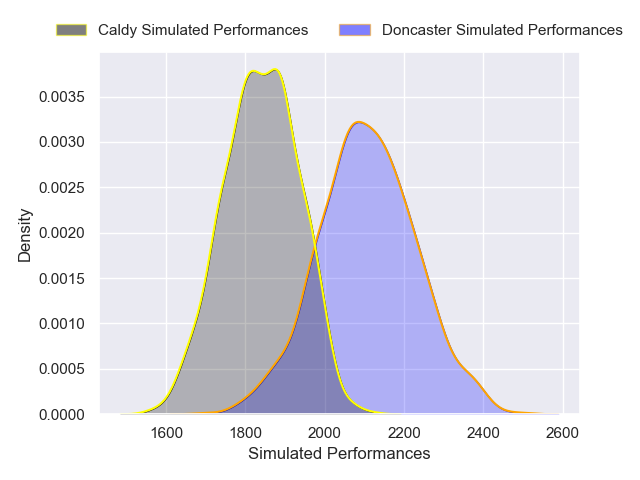 Caldy Simulated Performances
Doncaster Simulated Performances
0.0035
0.0030
0.0025
0.0020
0.0015
0.0010
0.0005
0.0000
Density
1600 1800 2000 2200 2400 2600
Simulated Performances